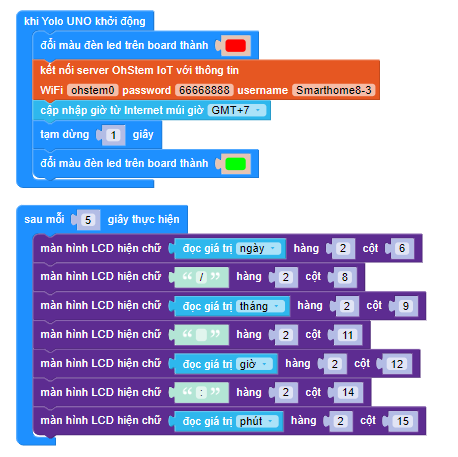 khi Yolo UNO khởi động
đổi màu đèn led trên board thành
kết nối server OhStem IoT với thông tin
WiFi ohstem0 password 66668888 username Smarthome8-3
cập nhập giờ từ Internet múi giờ GMT+7
tạm dừng 1 giây
đổi màu đèn led trên board thành
sau mỗi 5 giây thực hiện
màn hình LCD hiện chữ đọc giá trị ngày hàng 2 cột 6
màn hình LCD hiện chữ “ / ” hàng 2 cột 8
màn hình LCD hiện chữ đọc giá trị tháng hàng 2 cột 9
màn hình LCD hiện chữ “ ” hàng 2 cột 11
màn hình LCD hiện chữ đọc giá trị giờ hàng 2 cột 12
màn hình LCD hiện chữ “ : ” hàng 2 cột 14
màn hình LCD hiện chữ đọc giá trị phút hàng 2 cột 15